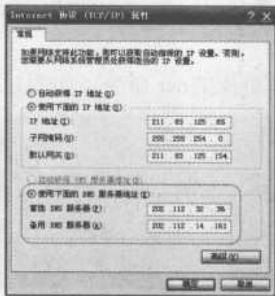 Internet 协议 (TCP/IP) 属性
常规
如果网络支持此功能，则可以获取自动指派的 IP 设置。否则，
您需要从网络系统管理员处获得适当的 IP 设置。
自动获得 IP 地址(O)
使用下面的 IP 地址(S):
IP 地址(I): 211 .83 .125 .65
子网掩码(U): 255 .255 .254 .0
默认网关(D): 211 .83 .125 .154
自动获得 DNS 服务器地址(B)
使用下面的 DNS 服务器地址(E):
首选 DNS 服务器(P): 202 .112 .32
备用 DNS 服务器(A): 202 .112 .14
高级(V)
确定 取消